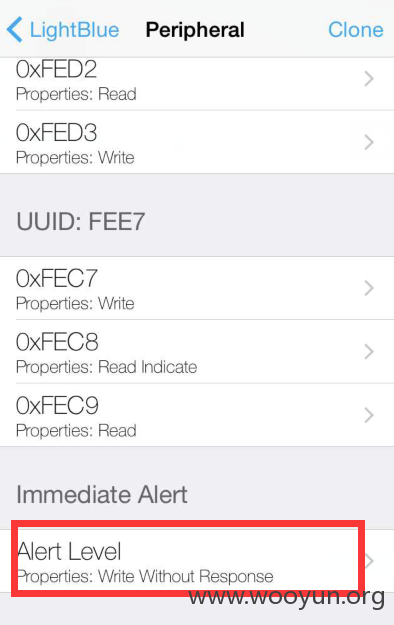 LightBlue Peripheral Clone
0xFED2
Properties: Read
0xFED3
Properties: Write
UUID: FEE7
0xFEC7
Properties: Write
0xFEC8
Properties: Read Indicate
0xFEC9
Properties: Read
Immediate Alert
Alert Level
Properties: Write Without Response
www.wooyun.org